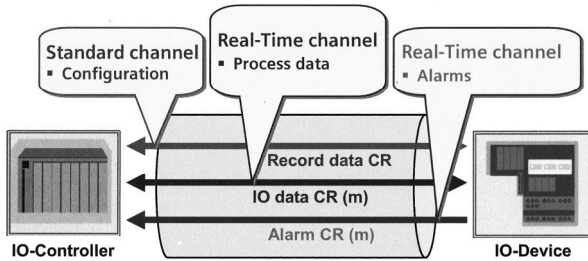 Standard channel
▪ Configuration
Real-Time channel
▪ Process data
Real-Time channel
▪ Alarms
Record data CR
IO data CR (m)
Alarm CR (m)
IO-Controller
IO-Device